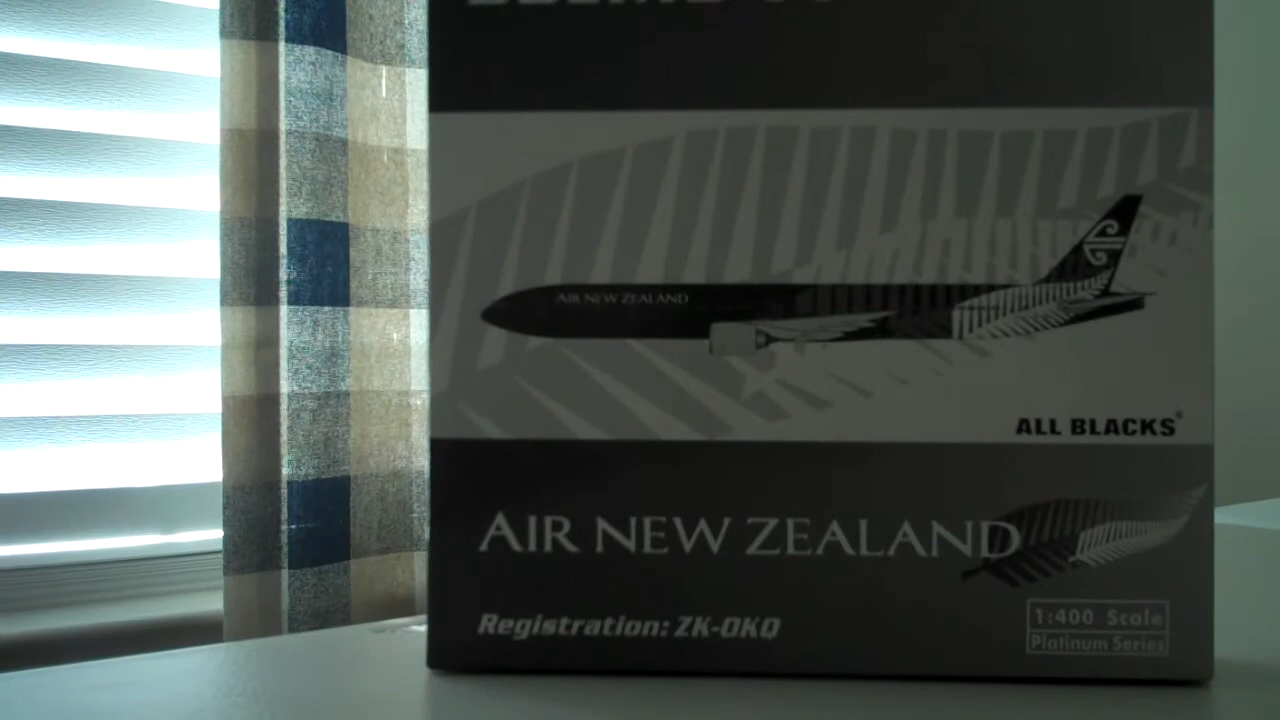 AIR NEW ZEALAND
ALL BLACKS
AIR NEW ZEALAND
Registration: ZK-OKQ
1:400 Scale
Platinum Series